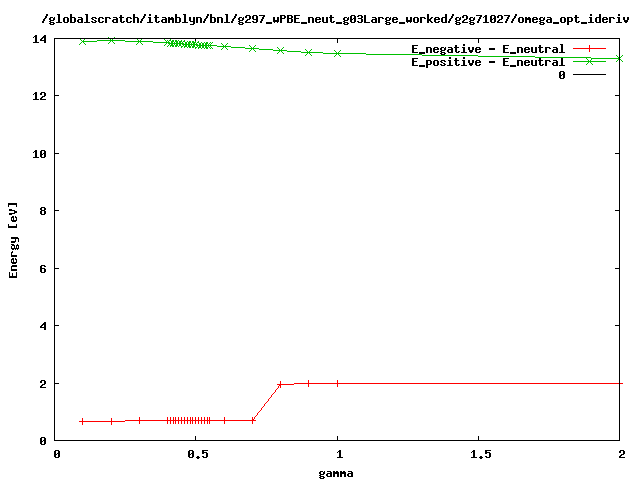 /globalscratch/itamblyn/bnl/g297_wPBE_neut_g03Large_worked/g2g71027/omega_opt_ideriv
E_negative - E_neutral
E_positive - E_neutral
0
14
12
10
8
6
4
2
0
Energy [eV]
0 0.5 1 1.5 2
gamma